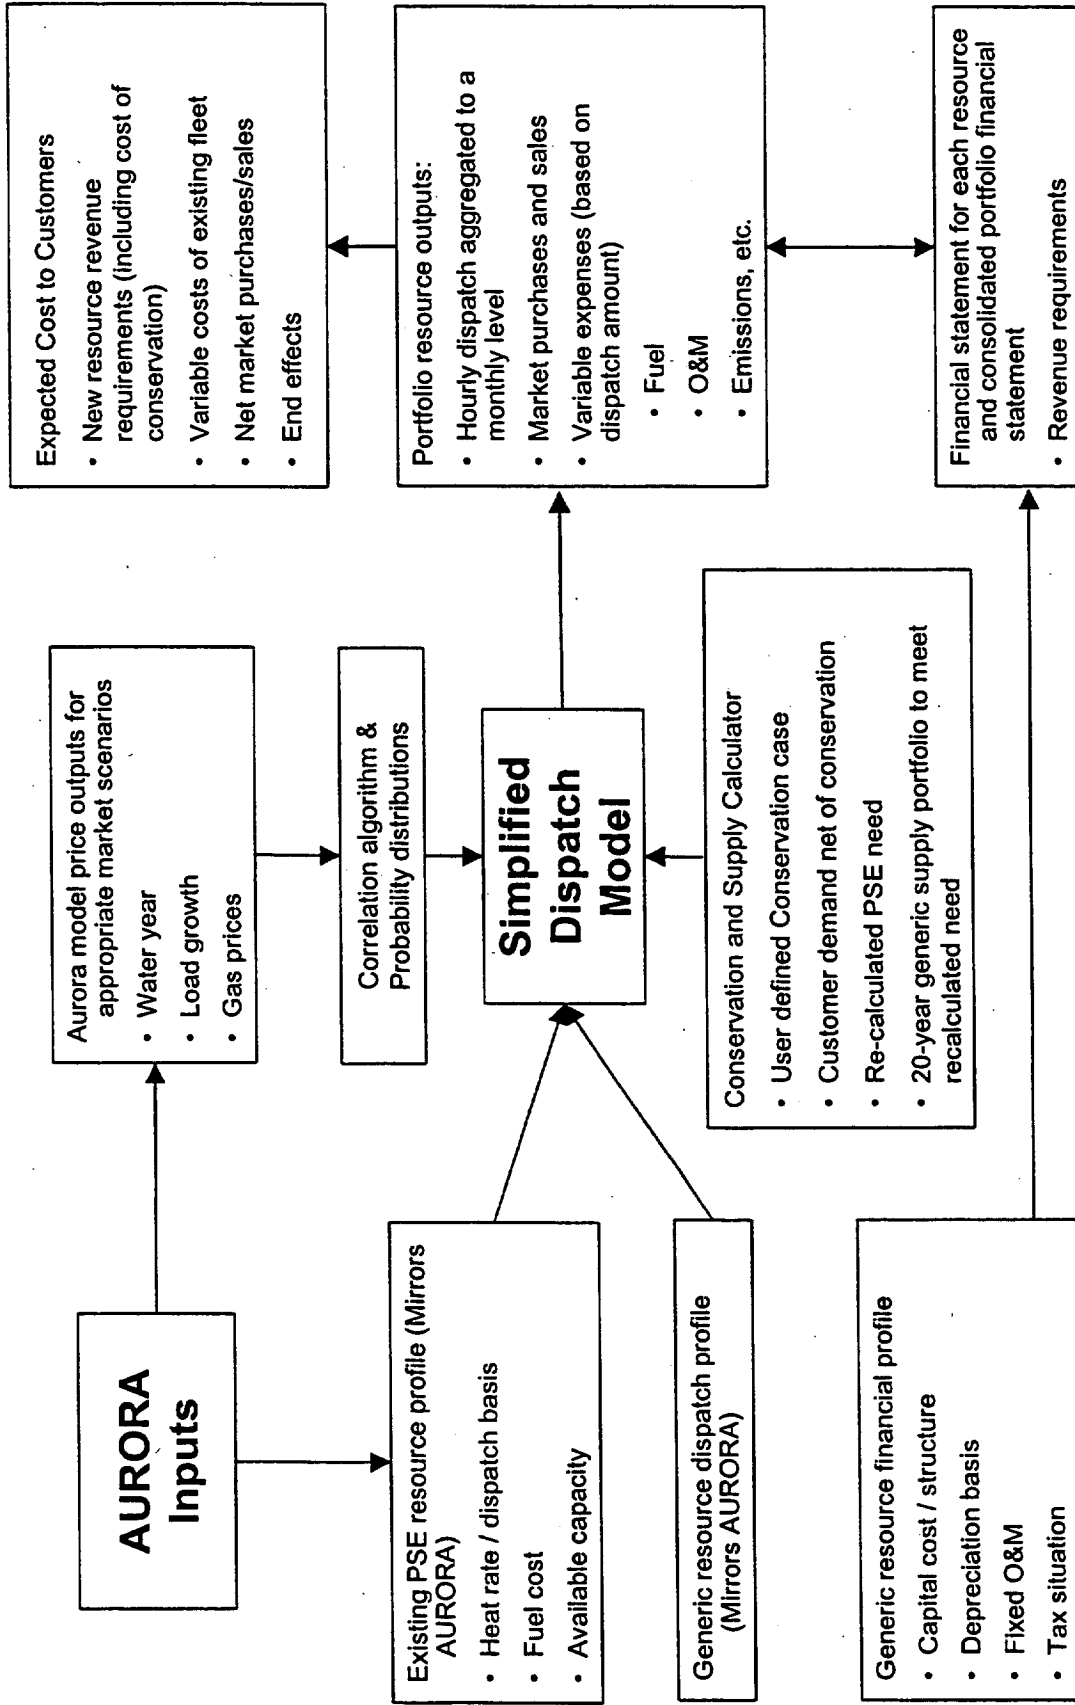 AURORA
Inputs
Aurora model price outputs for
appropriate market scenarios
• Water year
• Load growth
• Gas prices
Expected Cost to Customers
• New resource revenue
requirements (including cost of
conservation)
• Variable costs of existing fleet
• Net market purchases/sales
• End effects
Existing PSE resource profile (Mirrors
AURORA)
• Heat rate / dispatch basis
• Fuel cost
• Available capacity
Correlation algorithm &
Probability distributions
Simplified
Dispatch
Model
Portfolio resource outputs:
• Hourly dispatch aggregated to a
monthly level
• Market purchases and sales
• Variable expenses (based on
dispatch amount)
• Fuel
• O&M
• Emissions, etc.
Generic resource dispatch profile
(Mirrors AURORA)
Conservation and Supply Calculator
• User defined Conservation case
• Customer demand net of conservation
• Re-calculated PSE need
• 20-year generic supply portfolio to meet
recalculated need
Generic resource financial profile
• Capital cost / structure
• Depreciation basis
• Fixed O&M
• Tax situation
Financial statement for each resource
and consolidated portfolio financial
statement
• Revenue requirements